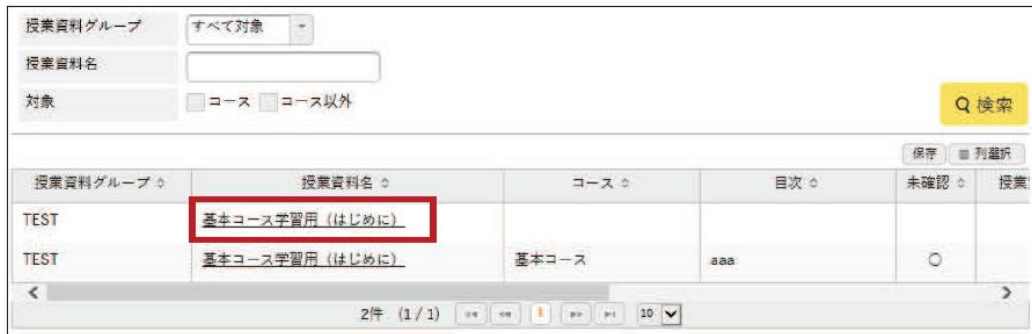 授業資料グループ すべて対象
授業資料名
対象 コース コース以外
検索
保存 列選択
授業資料グループ 授業資料名 コース 目次 未確認 授業
TEST 基本コース学習用（はじめに）
TEST 基本コース学習用（はじめに） 基本コース aaa ○
2件 (1/1) 1 10